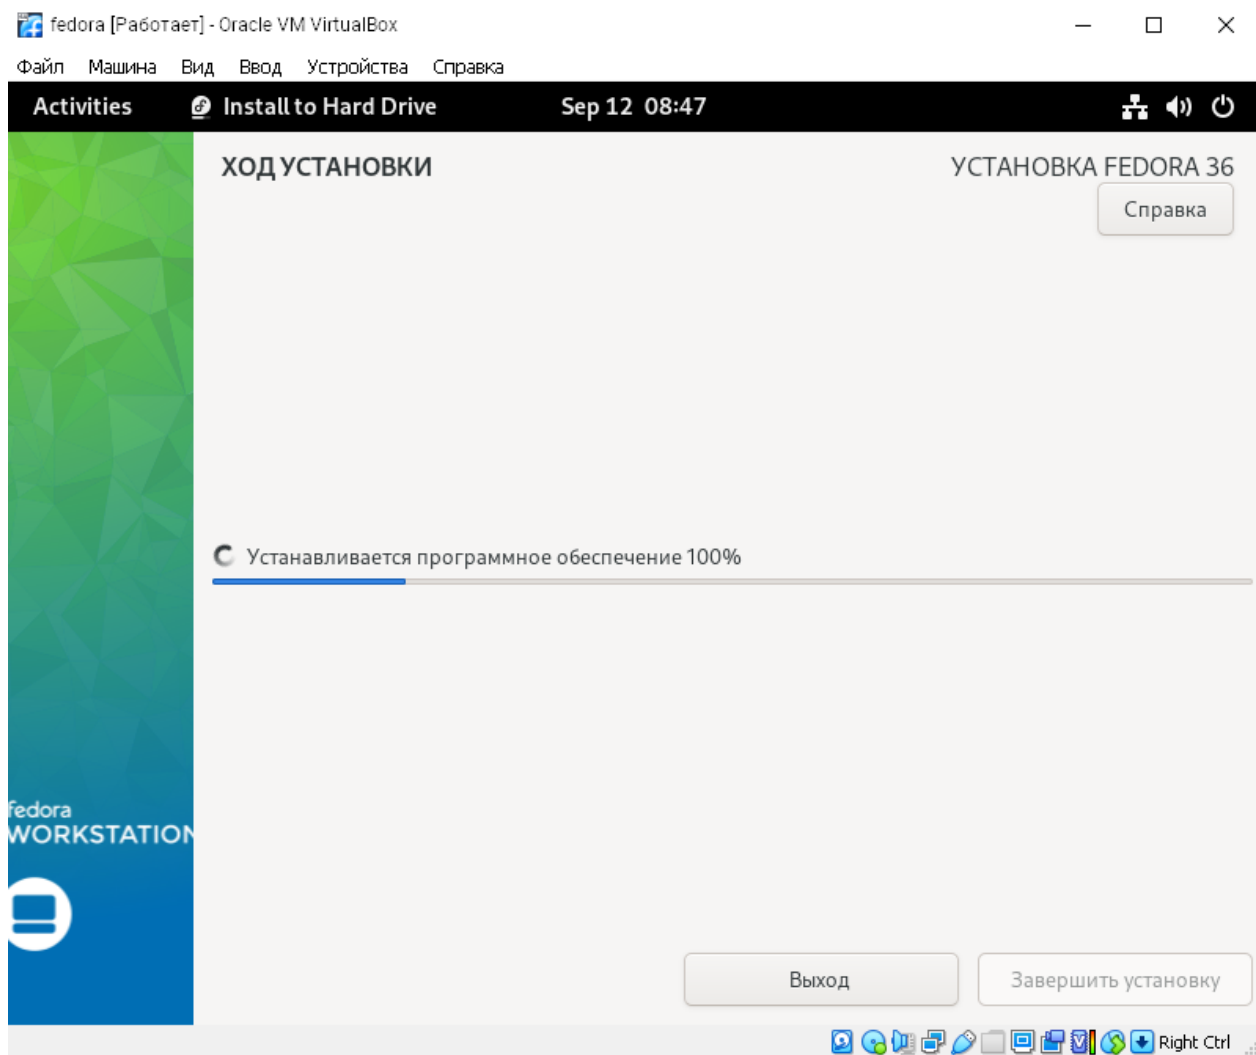 fedora [Работает] - Oracle VM VirtualBox
Файл Машина Вид Ввод Устройства Справка
Activities Install to Hard Drive Sep 12 08:47
ХОД УСТАНОВКИ УСТАНОВКА FEDORA 36
Справка
Устанавливается программное обеспечение 100%
fedora
WORKSTATION
Выход Завершить установку
Right Ctrl